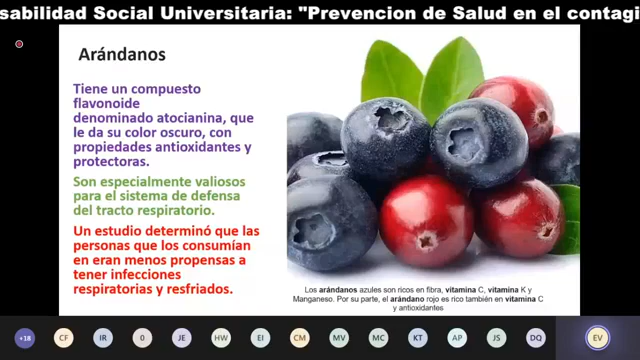 sabilidad Social Universitaria: "Prevencion de Salud en el contagi
Arándanos
Tiene un compuesto
flavonoide
denominado atocianina, que
le da su color oscuro, con
propiedades antioxidantes y
protectoras.
Son especialmente valiosos
para el sistema de defensa
del tracto respiratorio.
Un estudio determinó que las
personas que los consumían
en eran menos propensas a
tener infecciones
respiratorias y resfriados.
Los arándanos azules son ricos en fibra, vitamina C, vitamina K y
Manganeso. Por su parte, el arándano rojo es rico también en vitamina C
y antioxidantes
+18 CF IR 0 JE HW EI CM MV MC KT AP JS DQ EV